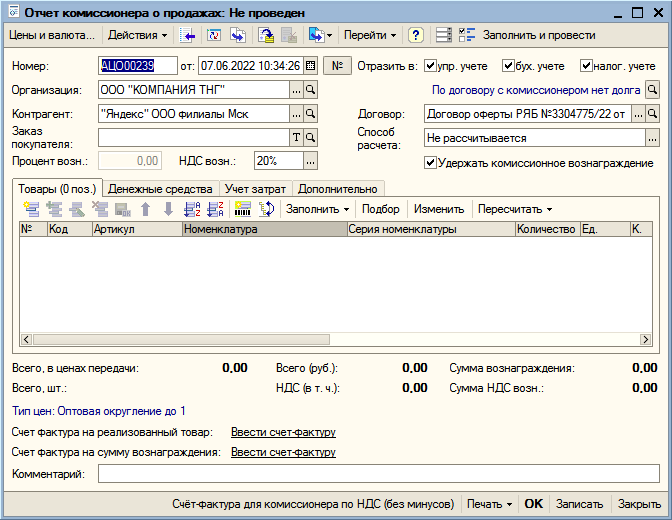 Отчет комиссионера о продажах: Не проведен
Цены и валюта... Действия Перейти ? Заполнить и провести
Номер: АЦО00239 от: 07.06.2022 10:34:26 № Отразить в: упр. учете бух. учете налог. учете
Организация: ООО "КОМПАНИЯ ТНГ" ... По договору с комиссионером нет долга
Контрагент: "Яндекс" ООО филиалы Мск ... Договор: Договор оферты РЯБ №3304775/22 от ...
Заказ покупателя: T Способ расчета: Не рассчитывается ...
Процент возн.: 0,00 НДС возн.: 20% ... Удержать комиссионное вознаграждение
Товары (0 поз.) Денежные средства Учет затрат Дополнительно
Заполнить Подбор Изменить Пересчитать
№ Код Артикул Номенклатура Серия номенклатуры Количество Ед. К.
Всего, в ценах передачи: 0,00 Всего (руб.): 0,00 Сумма вознаграждения: 0,00
Всего, шт.: НДС (в т. ч.): 0,00 Сумма НДС возн.: 0,00
Тип цен: Оптовая округление до 1
Счет фактура на реализованный товар: Ввести счет-фактуру
Счет фактура на сумму вознаграждения: Ввести счет-фактуру
Комментарий:
Счёт-фактура для комиссионера по НДС (без минусов) Печать OK Записать Закрыть